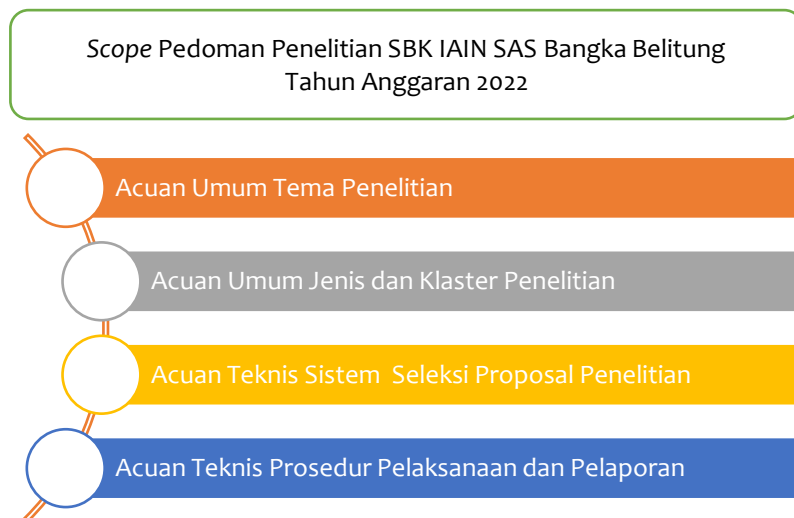 Scope Pedoman Penelitian SBK IAIN SAS Bangka Belitung
Tahun Anggaran 2022
Acuan Umum Tema Penelitian
Acuan Umum Jenis dan Klaster Penelitian
Acuan Teknis Sistem Seleksi Proposal Penelitian
Acuan Teknis Prosedur Pelaksanaan dan Pelaporan